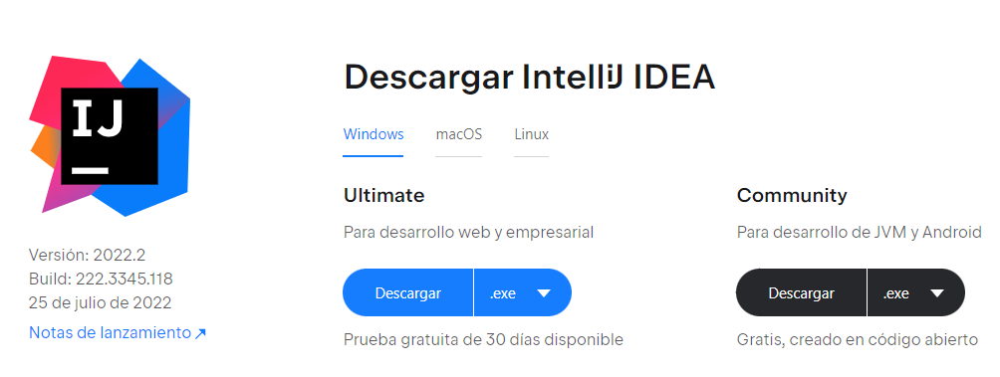 IJ
Versión: 2022.2
Build: 222.3345.118
25 de julio de 2022
Notas de lanzamiento ↗
Descargar IntelliJ IDEA
Windows macOS Linux
Ultimate
Para desarrollo web y empresarial
Descargar .exe
Prueba gratuita de 30 días disponible
Community
Para desarrollo de JVM y Android
Descargar .exe
Gratis, creado en código abierto